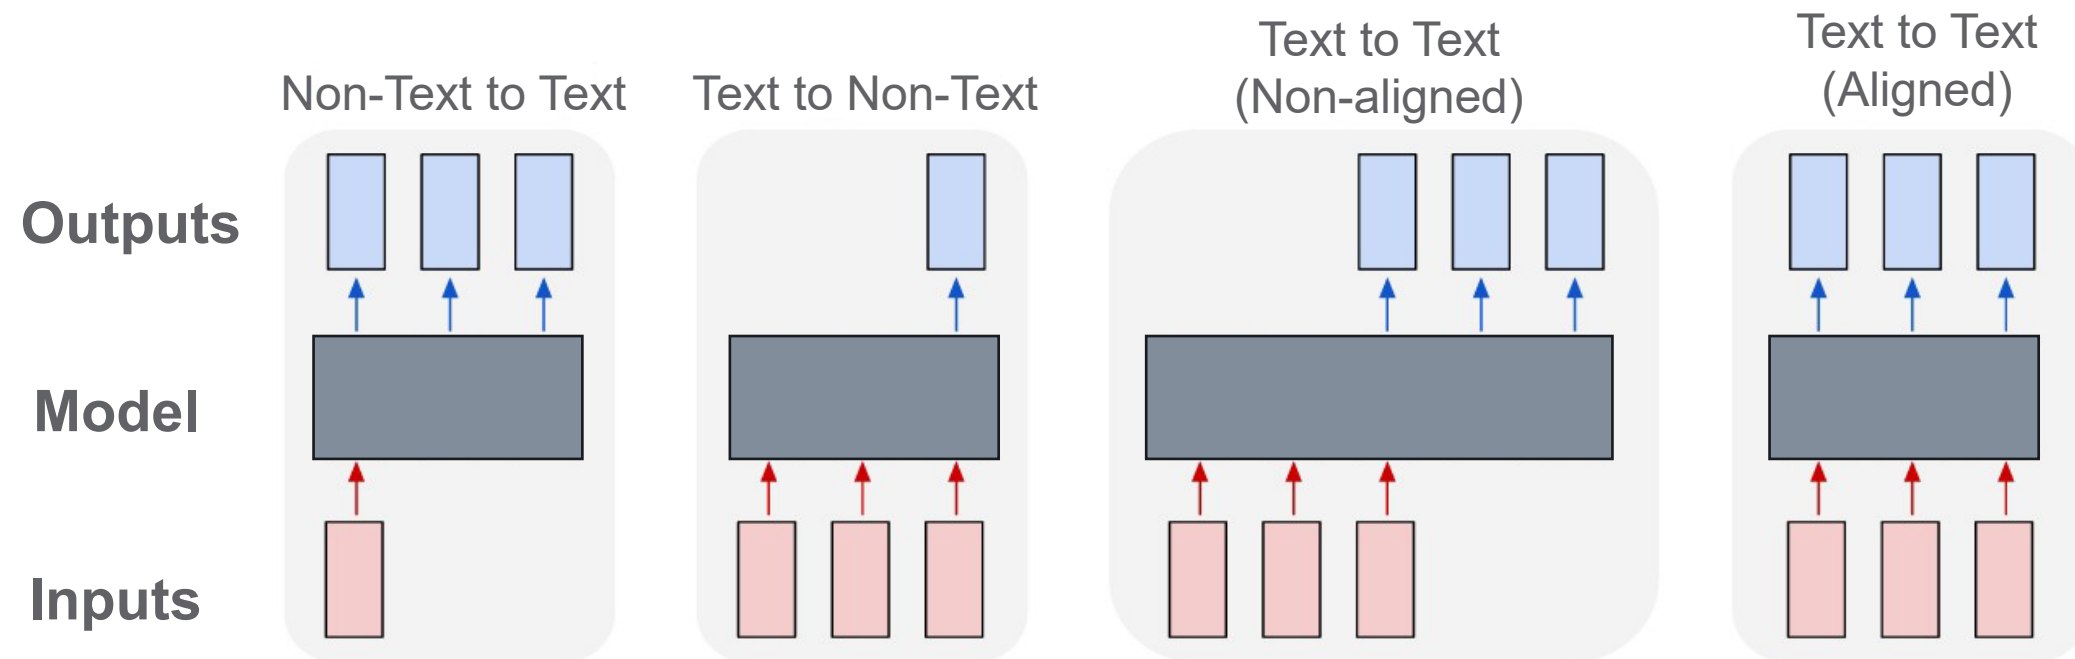 Non-Text to Text
Text to Non-Text
Text to Text
(Non-aligned)
Text to Text
(Aligned)
Outputs
Model
Inputs